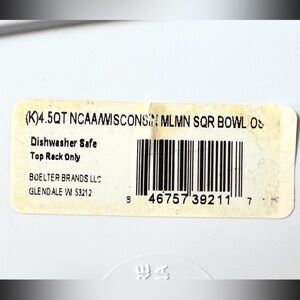 (K)4.5QT NCAA/WISCONSIN MLMN SQR BOWL OS
Dishwasher Safe
Top Rack Only
BOELTER BRANDS LLC
GLENDALE WI 53212
8 46757 39211 7